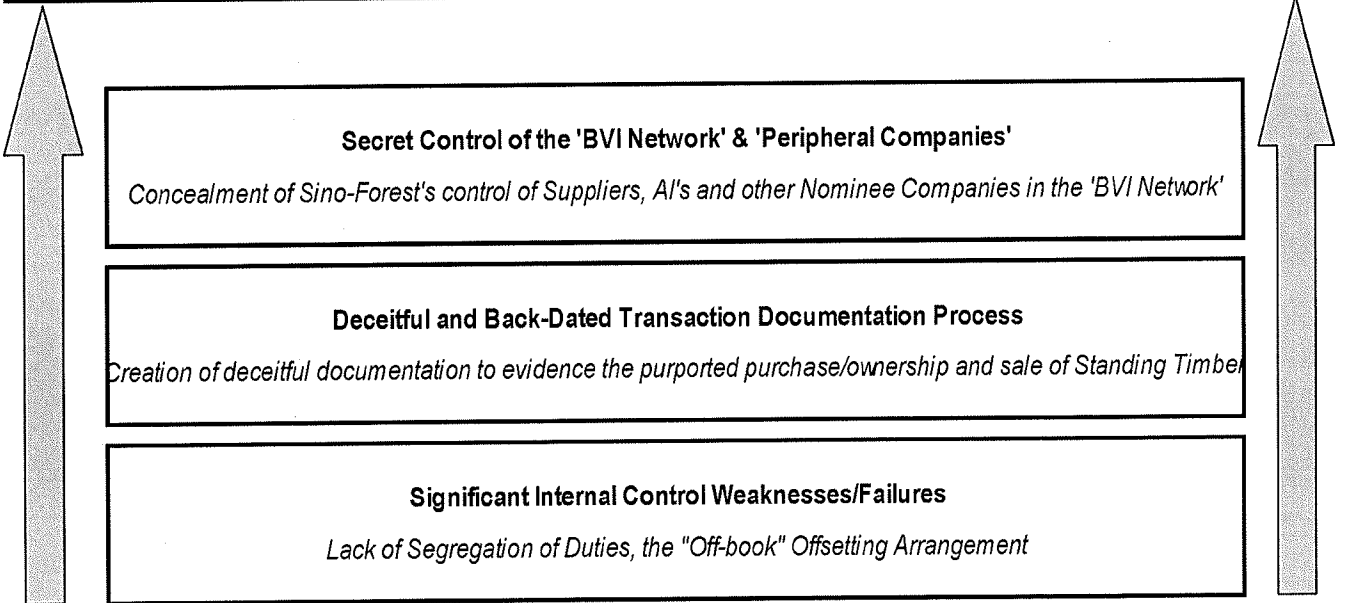 Secret Control of the 'BVI Network' & 'Peripheral Companies'
Concealment of Sino-Forest's control of Suppliers, AI's and other Nominee Companies in the 'BVI Network'
Deceitful and Back-Dated Transaction Documentation Process
Creation of deceitful documentation to evidence the purported purchase/ownership and sale of Standing Timber
Significant Internal Control Weaknesses/Failures
Lack of Segregation of Duties, the "Off-book" Offsetting Arrangement